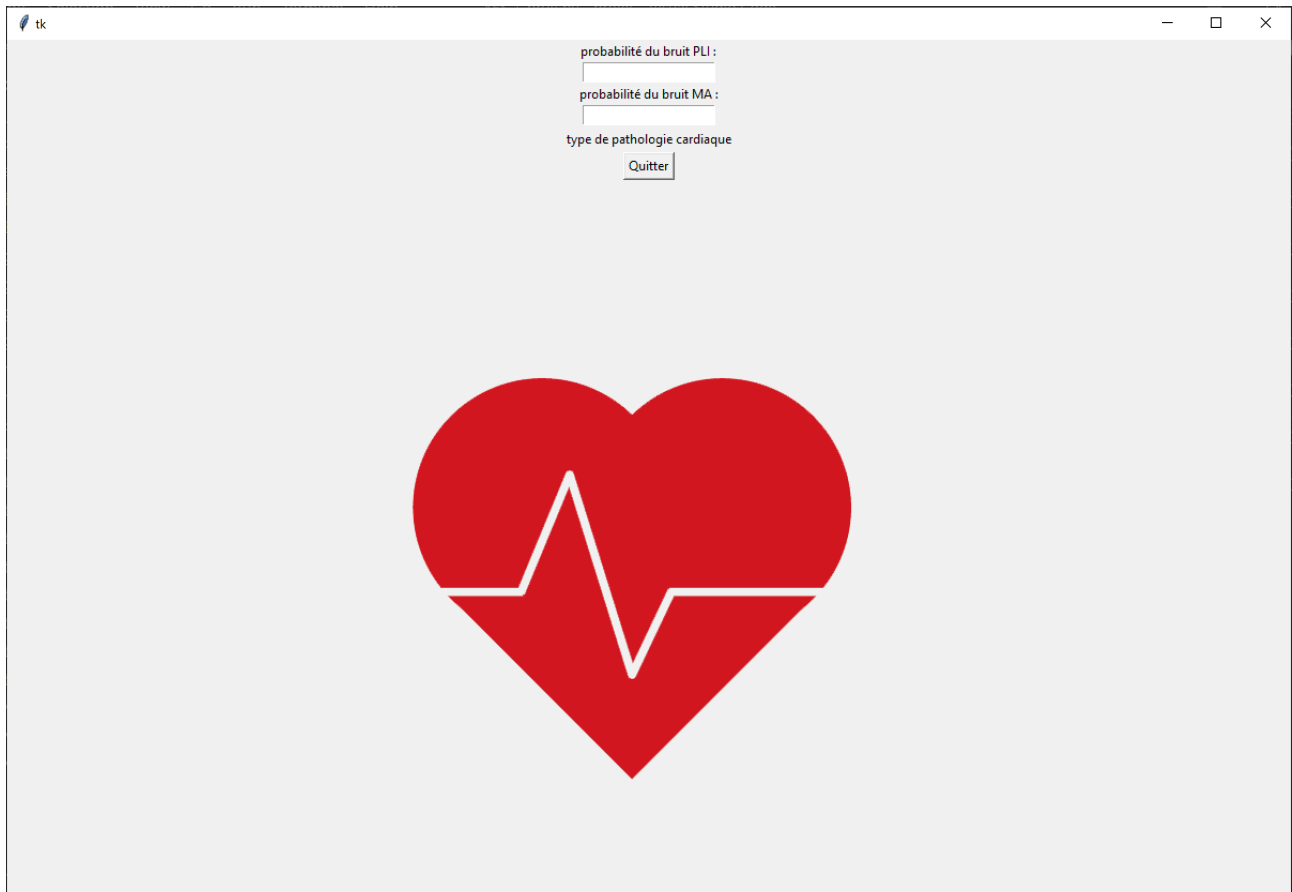 tk
probabilité du bruit PLI :
probabilité du bruit MA :
type de pathologie cardiaque
Quitter